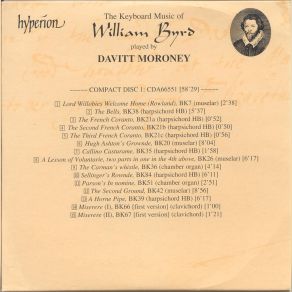 hyperion
The Keyboard Music of
William Byrd
played by
DAVITT MORONEY
COMPACT DISC 1: CDA66551 [58'29]
1 Lord Willobies Welcome Home (Rowland), BK7 (muselar) [2'38]
2 The Bells, BK38 (harpsichord HB) [5'37]
3 The French Coranto, BK21a (harpsichord HB) [0'52]
4 The Second French Coranto, BK21b (harpsichord HB) [0'50]
5 The Third French Coranto, BK21c (harpsichord HB) [0'56]
6 Hugh Ashton's Grownde, BK20 (muselar) [8'04]
7 Callino Casturame, BK35 (harpsichord HB) [1'58]
8 A Lesson of Voluntarie, two parts in one in the 4th above, BK26 (muselar) [6'17]
9 The Carman's whistle, BK36 (chamber organ) [4'32]
10 Sellinger's Rownde, BK84 (harpsichord HB) [6'11]
11 Parson's In nomine, BK51 (chamber organ) [2'51]
12 The Second Ground, BK42 (muselar) [8'56]
13 A Horne Pipe, BK39 (harpsichord HB) [6'17]
14 Miserere (I), BK66 [first version] (clavichord) [1'00]
15 Miserere (II), BK67 [first version] (clavichord) [1'21]